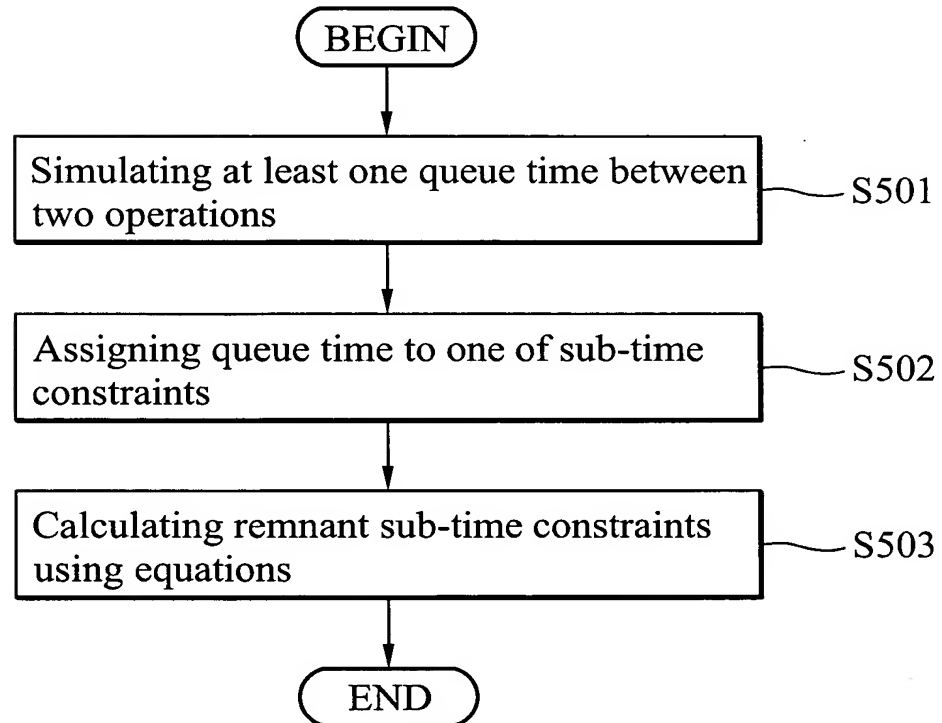 BEGIN
Simulating at least one queue time between
two operations
S501
Assigning queue time to one of sub-time
constraints
S502
Calculating remnant sub-time constraints
using equations
S503
END